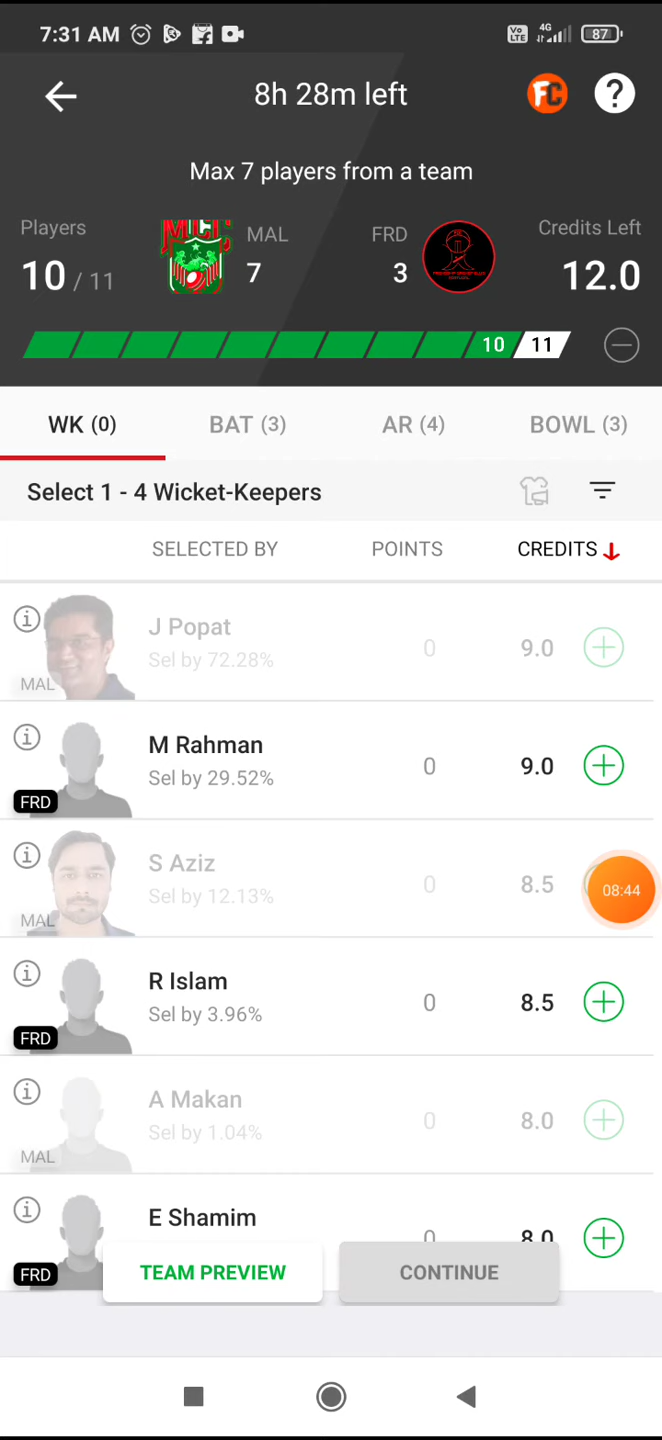 7:31 AM
Vo LTE 4G 87
8h 28m left
FC ?
Max 7 players from a team
Players
MAL
FRD
Credits Left
10 / 11
7
3
12.0
10 11
WK (0) BAT (3) AR (4) BOWL (3)
Select 1 - 4 Wicket-Keepers
SELECTED BY POINTS CREDITS
J Popat
Sel by 72.28%
0 9.0
MAL
M Rahman
Sel by 29.52%
0 9.0
FRD
S Aziz
Sel by 12.13%
0 8.5
08:44
MAL
R Islam
Sel by 3.96%
0 8.5
FRD
A Makan
Sel by 1.04%
0 8.0
MAL
E Shamim
0 8.0
FRD
TEAM PREVIEW CONTINUE